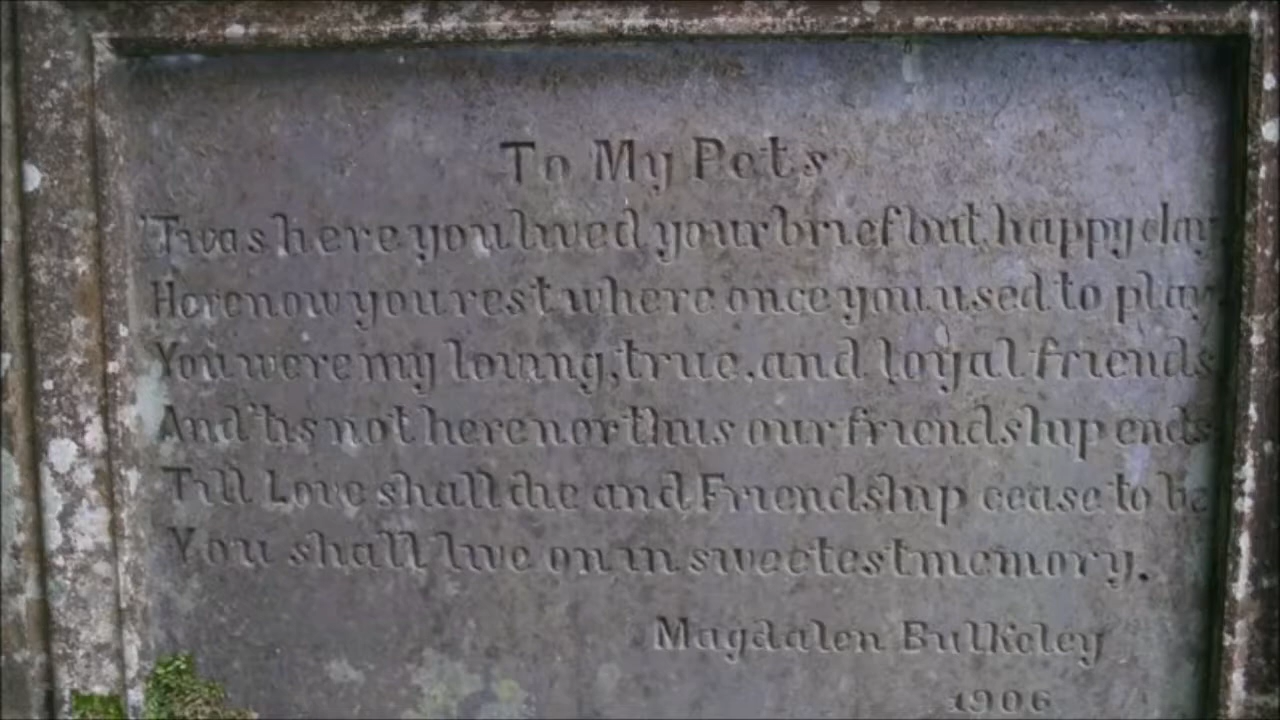 To My Pets
'Twas here you lived your brief but happy day
Here now you rest where once you used to play
You were my loving, true, and loyal friends
And 'tis not here nor thus our friendship ends
Till Love shall die and Friendship cease to be
You shall live on in sweetest memory.
Magdalen Bulkeley
1906